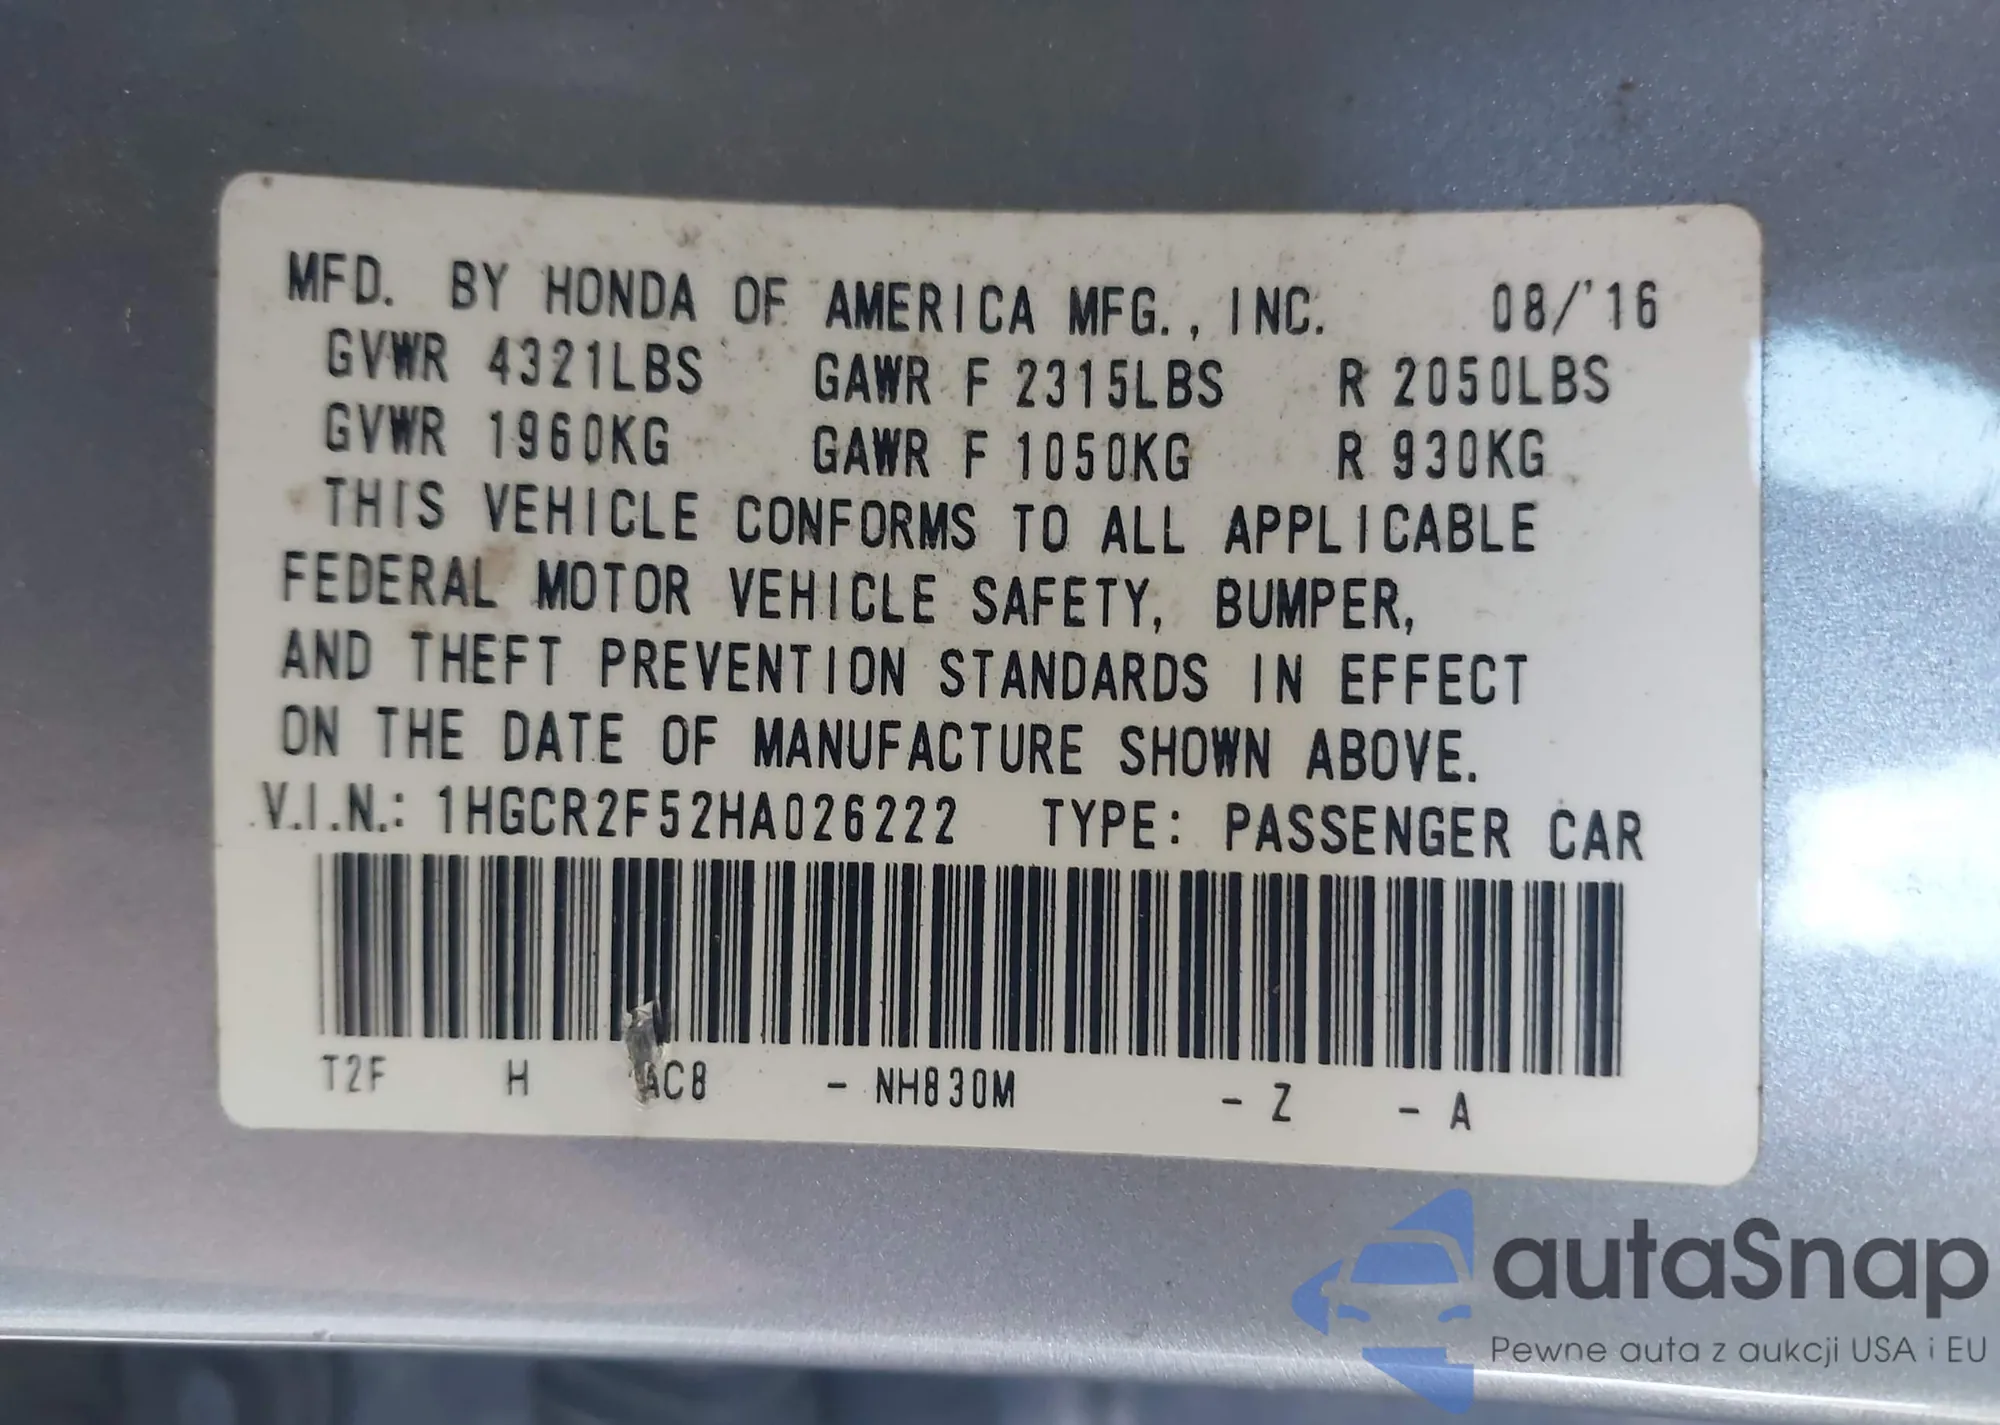 MFD. BY HONDA OF AMERICA MFG., INC. 08/'16
GVWR 4321LBS GAWR F 2315LBS R 2050LBS
GVWR 1960KG GAWR F 1050KG R 930KG
THIS VEHICLE CONFORMS TO ALL APPLICABLE
FEDERAL MOTOR VEHICLE SAFETY, BUMPER,
AND THEFT PREVENTION STANDARDS IN EFFECT
ON THE DATE OF MANUFACTURE SHOWN ABOVE.
V.I.N.: 1HGCR2F52HA026222 TYPE: PASSENGER CAR
T2F H AC8 - NH830M - Z - A
autaSnap
Pewne auta z aukcji USA i EU